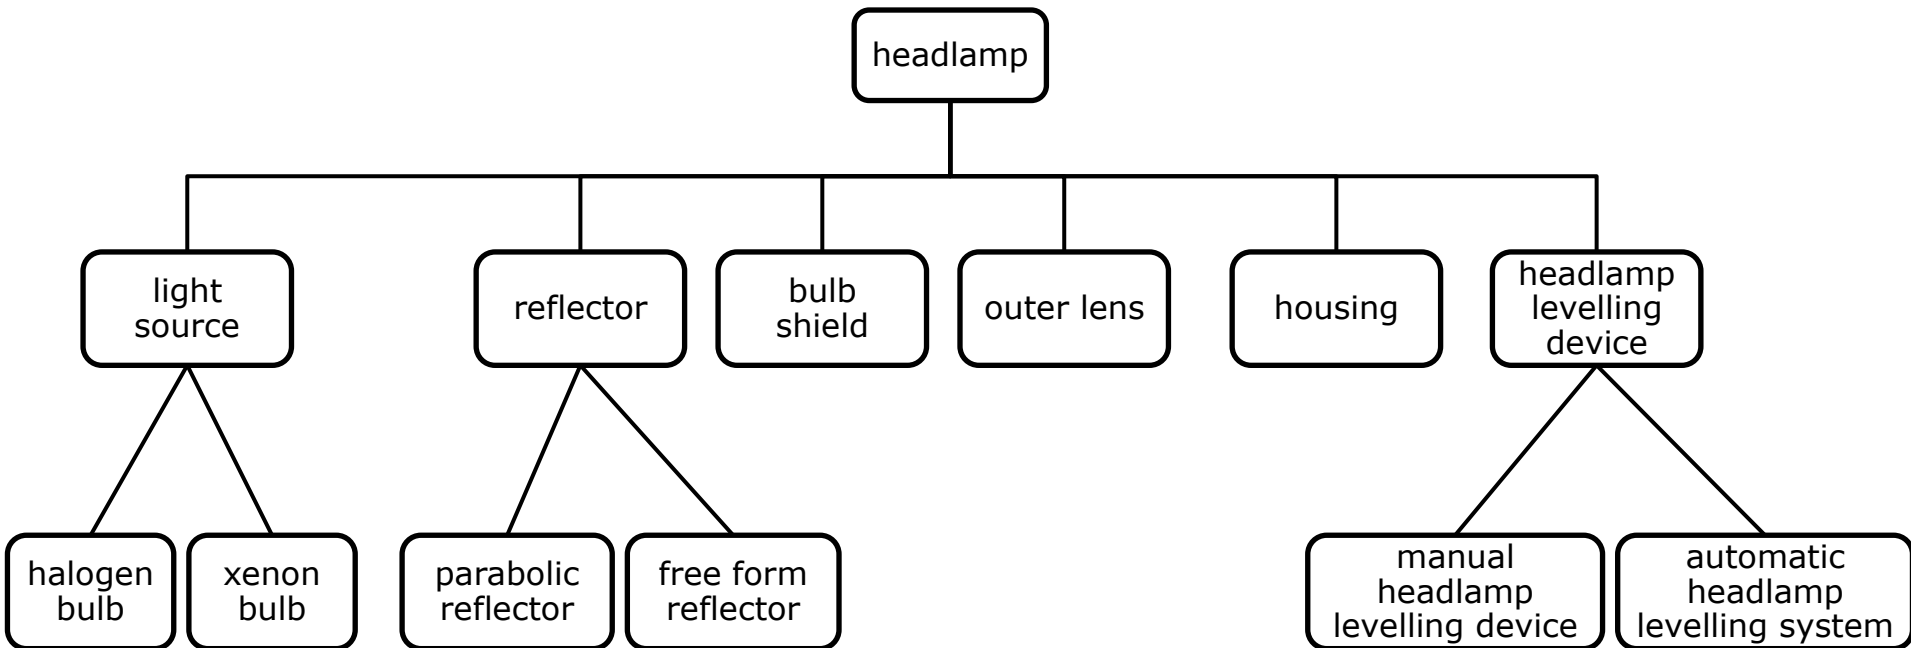 headlamp
light
source
reflector
bulb
shield
outer lens
housing
headlamp
levelling
device
halogen
bulb
xenon
bulb
parabolic
reflector
free form
reflector
manual
headlamp
levelling device
automatic
headlamp
levelling system